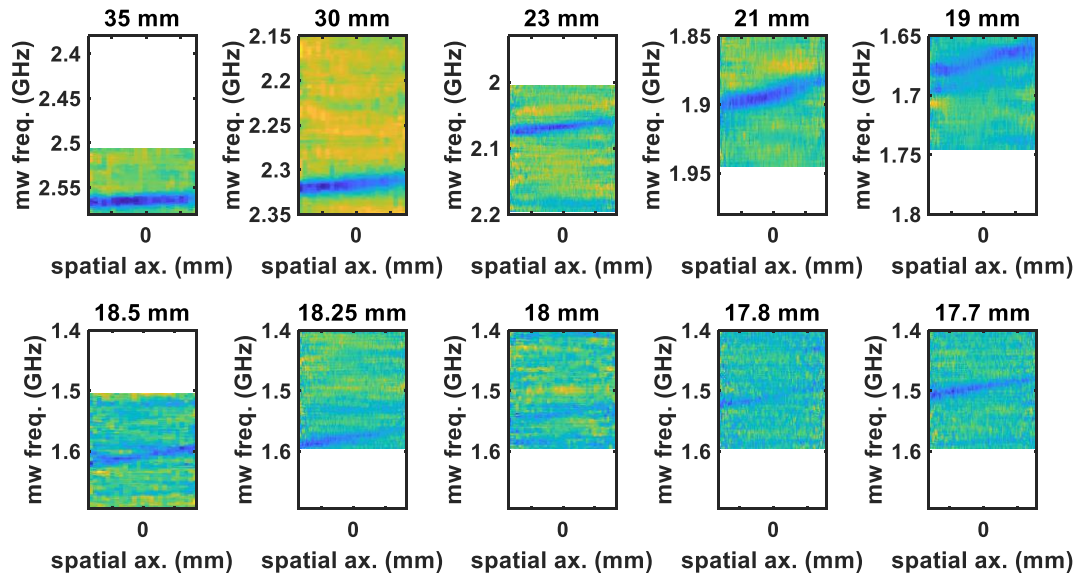 35 mm
30 mm
23 mm
21 mm
19 mm
mw freq. (GHz)
2.4
2.45
2.5
2.55
0
spatial ax. (mm)
mw freq. (GHz)
2.15
2.2
2.25
2.3
2.35
0
spatial ax. (mm)
mw freq. (GHz)
2
2.1
2.2
0
spatial ax. (mm)
mw freq. (GHz)
1.85
1.9
1.95
0
spatial ax. (mm)
mw freq. (GHz)
1.65
1.7
1.75
1.8
0
spatial ax. (mm)
18.5 mm
18.25 mm
18 mm
17.8 mm
17.7 mm
mw freq. (GHz)
1.4
1.5
1.6
0
spatial ax. (mm)
mw freq. (GHz)
1.4
1.5
1.6
0
spatial ax. (mm)
mw freq. (GHz)
1.4
1.5
1.6
0
spatial ax. (mm)
mw freq. (GHz)
1.4
1.5
1.6
0
spatial ax. (mm)
mw freq. (GHz)
1.4
1.5
1.6
0
spatial ax. (mm)